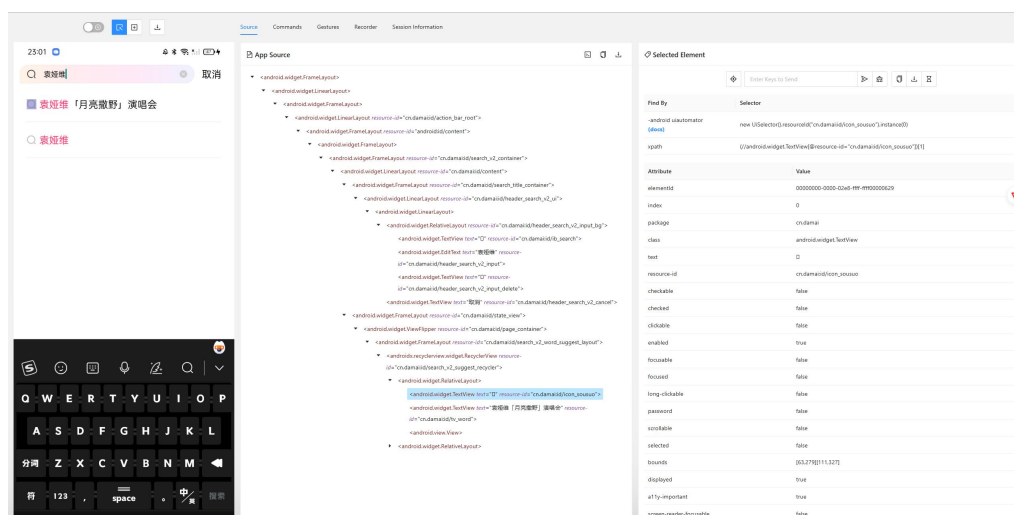 Source Commands Gestures Recorder Session Information
23:01
袁娅维 取消
袁娅维「月亮撒野」演唱会
袁娅维
Q W E R T Y U I O P
A S D F G H J K L
分词 Z X C V B N M
符 123 , space 。 中/英 搜索
App Source
<android.widget.FrameLayout>
<android.widget.LinearLayout>
<android.widget.FrameLayout>
<android.widget.LinearLayout resource-id="cn.damai:id/action_bar_root">
<android.widget.FrameLayout resource-id="android:id/content">
<android.widget.FrameLayout>
<android.widget.FrameLayout resource-id="cn.damai:id/search_v2_container">
<android.widget.LinearLayout resource-id="cn.damai:id/content">
<android.widget.FrameLayout resource-id="cn.damai:id/search_title_container">
<android.widget.LinearLayout resource-id="cn.damai:id/header_search_v2_ui">
<android.widget.LinearLayout>
<android.widget.RelativeLayout resource-id="cn.damai:id/header_search_v2_input_bg">
<android.widget.TextView text="□" resource-id="cn.damai:id/ib_search">
<android.widget.EditText text="袁娅维" resource-
id="cn.damai:id/header_search_v2_input">
<android.widget.TextView text="□" resource-
id="cn.damai:id/header_search_v2_input_delete">
<android.widget.TextView text="取消" resource-id="cn.damai:id/header_search_v2_cancel">
<android.widget.FrameLayout resource-id="cn.damai:id/state_view">
<android.widget.ViewFlipper resource-id="cn.damai:id/page_container">
<android.widget.FrameLayout resource-id="cn.damai:id/search_v2_word_suggest_layout">
<androidx.recyclerview.widget.RecyclerView resource-
id="cn.damai:id/search_v2_suggest_recycler">
<android.widget.RelativeLayout>
<android.widget.TextView text="□" resource-id="cn.damai:id/icon_sousuo">
<android.widget.TextView text="袁娅维「月亮撒野」演唱会" resource-
id="cn.damai:id/tv_word">
<android.view.View>
<android.widget.RelativeLayout>
Selected Element
Enter Keys to Send
Find By Selector
-android uiautomator
(docs)
new UiSelector().resourceId("cn.damai:id/icon_sousuo").instance(0)
xpath (//android.widget.TextView[@resource-id="cn.damai:id/icon_sousuo"])[1]
Attribute Value
elementId 00000000-0000-02e8-ffff-ffff00000629
index 0
package cn.damai
class android.widget.TextView
text □
resource-id cn.damai:id/icon_sousuo
checkable false
checked false
clickable false
enabled true
focusable false
focused false
long-clickable false
password false
scrollable false
selected false
bounds [65,279][111,327]
displayed true
a11y-important true
screen-reader-focusable false